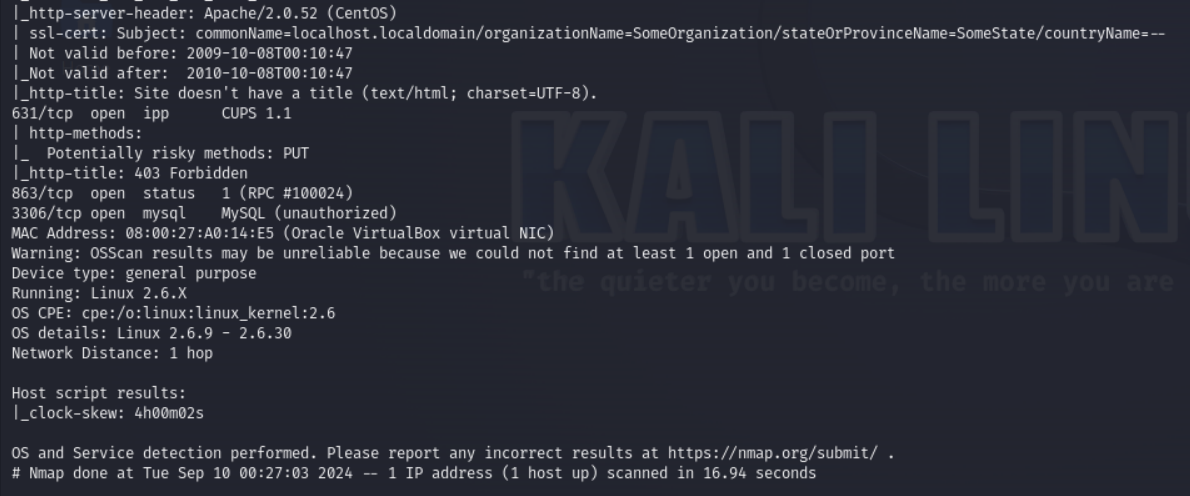 |_http-server-header: Apache/2.0.52 (CentOS)
| ssl-cert: Subject: commonName=localhost.localdomain/organizationName=SomeOrganization/stateOrProvinceName=SomeState/countryName=--
| Not valid before: 2009-10-08T00:10:47
|_Not valid after:  2010-10-08T00:10:47
|_http-title: Site doesn't have a title (text/html; charset=UTF-8).
631/tcp  open  ipp      CUPS 1.1
| http-methods:
|_  Potentially risky methods: PUT
|_http-title: 403 Forbidden
863/tcp  open  status   1 (RPC #100024)
3306/tcp open  mysql    MySQL (unauthorized)
MAC Address: 08:00:27:A0:14:E5 (Oracle VirtualBox virtual NIC)
Warning: OSScan results may be unreliable because we could not find at least 1 open and 1 closed port
Device type: general purpose
Running: Linux 2.6.X
OS CPE: cpe:/o:linux:linux_kernel:2.6
OS details: Linux 2.6.9 - 2.6.30
Network Distance: 1 hop
Host script results:
|_clock-skew: 4h00m02s
OS and Service detection performed. Please report any incorrect results at https://nmap.org/submit/ .
# Nmap done at Tue Sep 10 00:27:03 2024 -- 1 IP address (1 host up) scanned in 16.94 seconds
KALI LIN
"the quieter you become, the more you are